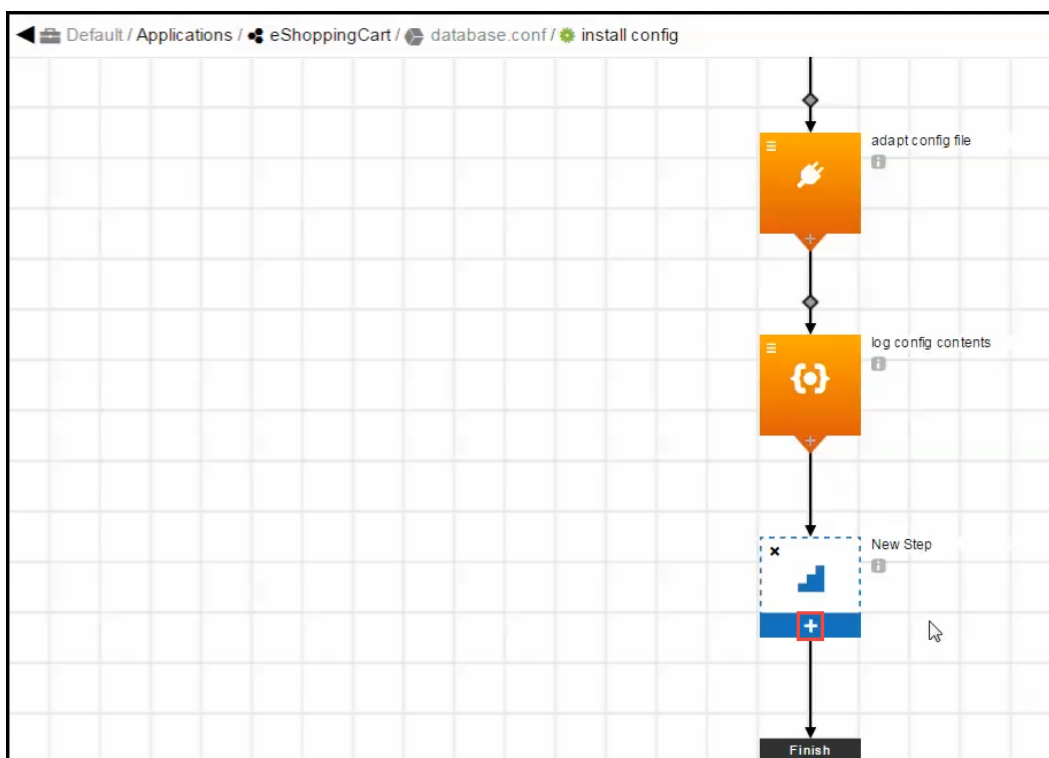 Default / Applications / eShoppingCart / database.conf / install config
adapt config file
log config contents
New Step
Finish